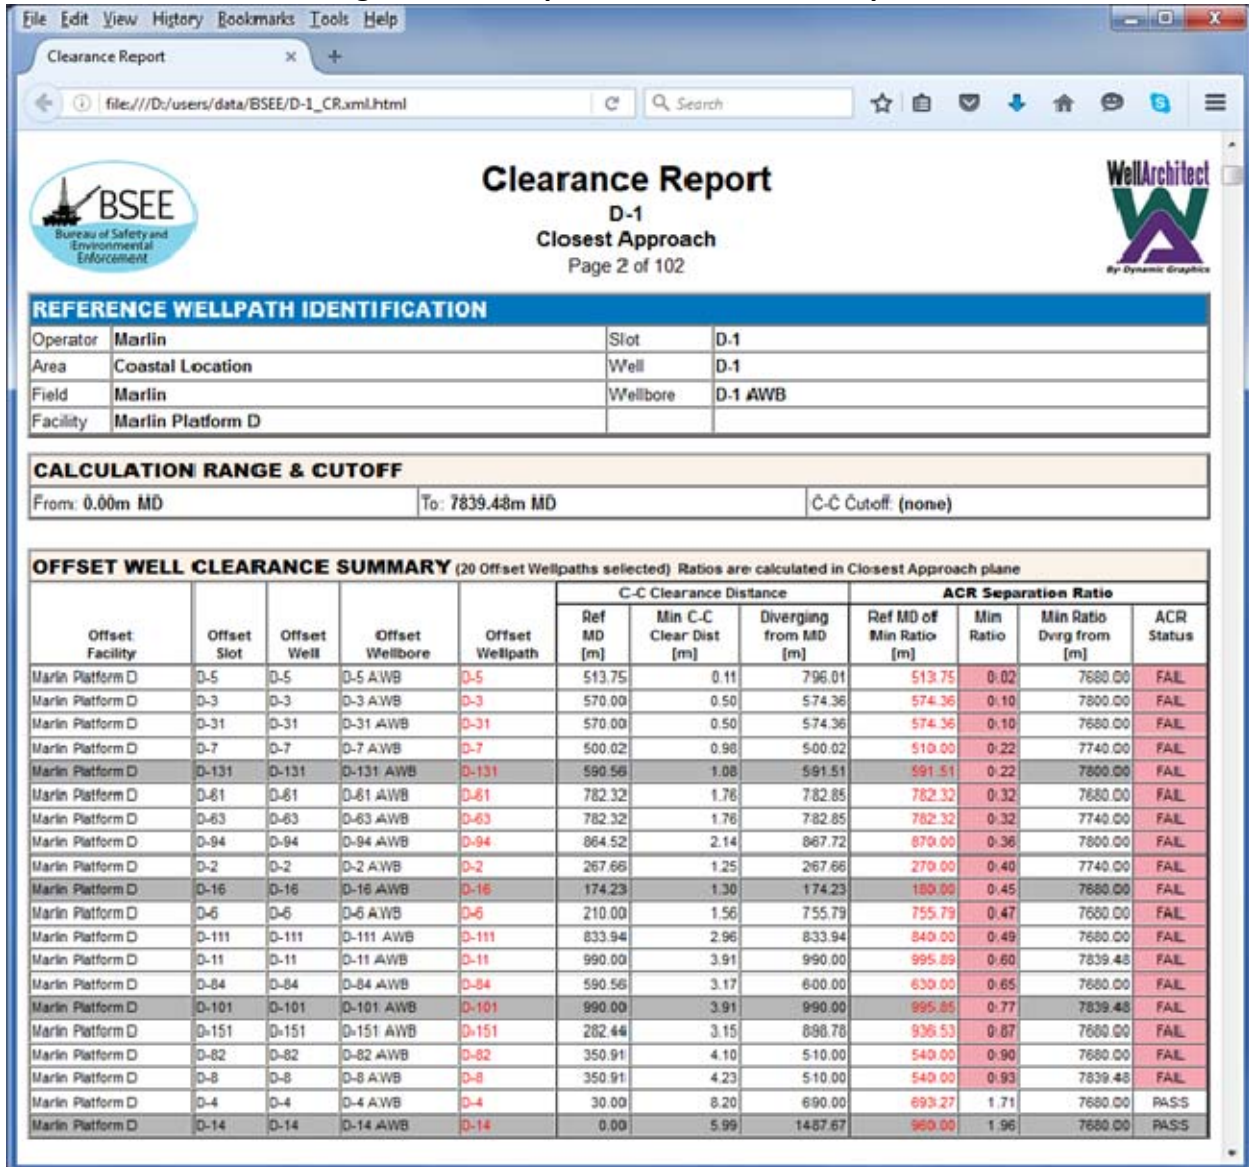 File Edit View History Bookmarks Tools Help
Clearance Report × +
file:///D:/users/data/BSEE/D-1_CR.xml.html Search
BSEE
Bureau of Safety and
Environmental
Enforcement
Clearance Report
D-1
Closest Approach
Page 2 of 102
WellArchitect
By Dynamic Graphics
REFERENCE WELLPATH IDENTIFICATION
Operator Marlin Slot D-1
Area Coastal Location Well D-1
Field Marlin Wellbore D-1 AWB
Facility Marlin Platform D
CALCULATION RANGE & CUTOFF
From: 0.00m MD To: 7839.48m MD C-C Cutoff: (none)
OFFSET WELL CLEARANCE SUMMARY (20 Offset Wellpaths selected) Ratios are calculated in Closest Approach plane
C-C Clearance Distance ACR Separation Ratio
Offset Facility Offset Slot Offset Well Offset Wellbore Offset Wellpath Ref MD [m] Min C-C Clear Dist [m] Diverging from MD [m] Ref MD of Min Ratio [m] Min Ratio Min Ratio Dvrg from [m] ACR Status
Marlin Platform D D-5 D-5 D-5 AWB D-5 513.75 0.11 796.01 513.75 0.02 7680.00 FAIL
Marlin Platform D D-3 D-3 D-3 AWB D-3 570.00 0.50 574.36 574.36 0.10 7800.00 FAIL
Marlin Platform D D-31 D-31 D-31 AWB D-31 570.00 0.50 574.36 574.36 0.10 7680.00 FAIL
Marlin Platform D D-7 D-7 D-7 AWB D-7 500.02 0.98 500.02 510.00 0.22 7740.00 FAIL
Marlin Platform D D-131 D-131 D-131 AWB D-131 590.56 1.08 591.51 591.51 0.22 7800.00 FAIL
Marlin Platform D D-61 D-61 D-61 AWB D-61 782.32 1.76 782.85 782.32 0.32 7680.00 FAIL
Marlin Platform D D-63 D-63 D-63 AWB D-63 782.32 1.76 782.85 782.32 0.32 7740.00 FAIL
Marlin Platform D D-94 D-94 D-94 AWB D-94 864.52 2.14 867.72 870.00 0.36 7800.00 FAIL
Marlin Platform D D-2 D-2 D-2 AWB D-2 267.66 1.25 267.66 270.00 0.40 7740.00 FAIL
Marlin Platform D D-16 D-16 D-16 AWB D-16 174.23 1.30 174.23 180.00 0.45 7680.00 FAIL
Marlin Platform D D-6 D-6 D-6 AWB D-6 210.00 1.56 755.79 755.79 0.47 7680.00 FAIL
Marlin Platform D D-111 D-111 D-111 AWB D-111 833.94 2.96 833.94 840.00 0.49 7680.00 FAIL
Marlin Platform D D-11 D-11 D-11 AWB D-11 990.00 3.91 990.00 995.89 0.60 7839.48 FAIL
Marlin Platform D D-84 D-84 D-84 AWB D-84 590.56 3.17 600.00 630.00 0.65 7680.00 FAIL
Marlin Platform D D-101 D-101 D-101 AWB D-101 990.00 3.91 990.00 995.85 0.77 7839.48 FAIL
Marlin Platform D D-151 D-151 D-151 AWB D-151 282.44 3.15 898.78 936.53 0.87 7680.00 FAIL
Marlin Platform D D-82 D-82 D-82 AWB D-82 350.91 4.10 510.00 540.00 0.90 7680.00 FAIL
Marlin Platform D D-8 D-8 D-8 AWB D-8 350.91 4.23 510.00 540.00 0.93 7839.48 FAIL
Marlin Platform D D-4 D-4 D-4 AWB D-4 30.00 8.20 690.00 693.27 1.71 7680.00 PASS
Marlin Platform D D-14 D-14 D-14 AWB D-14 0.00 5.99 1487.67 960.00 1.96 7680.00 PASS